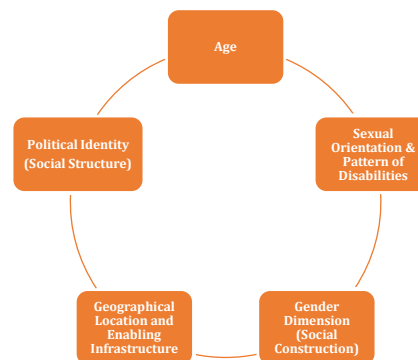 Age
Sexual
Orientation &
Pattern of
Disabilities
Gender
Dimension
(Social
Construction)
Geographical
Location and
Enabling
Infrastructure
Political Identity
(Social Structure)